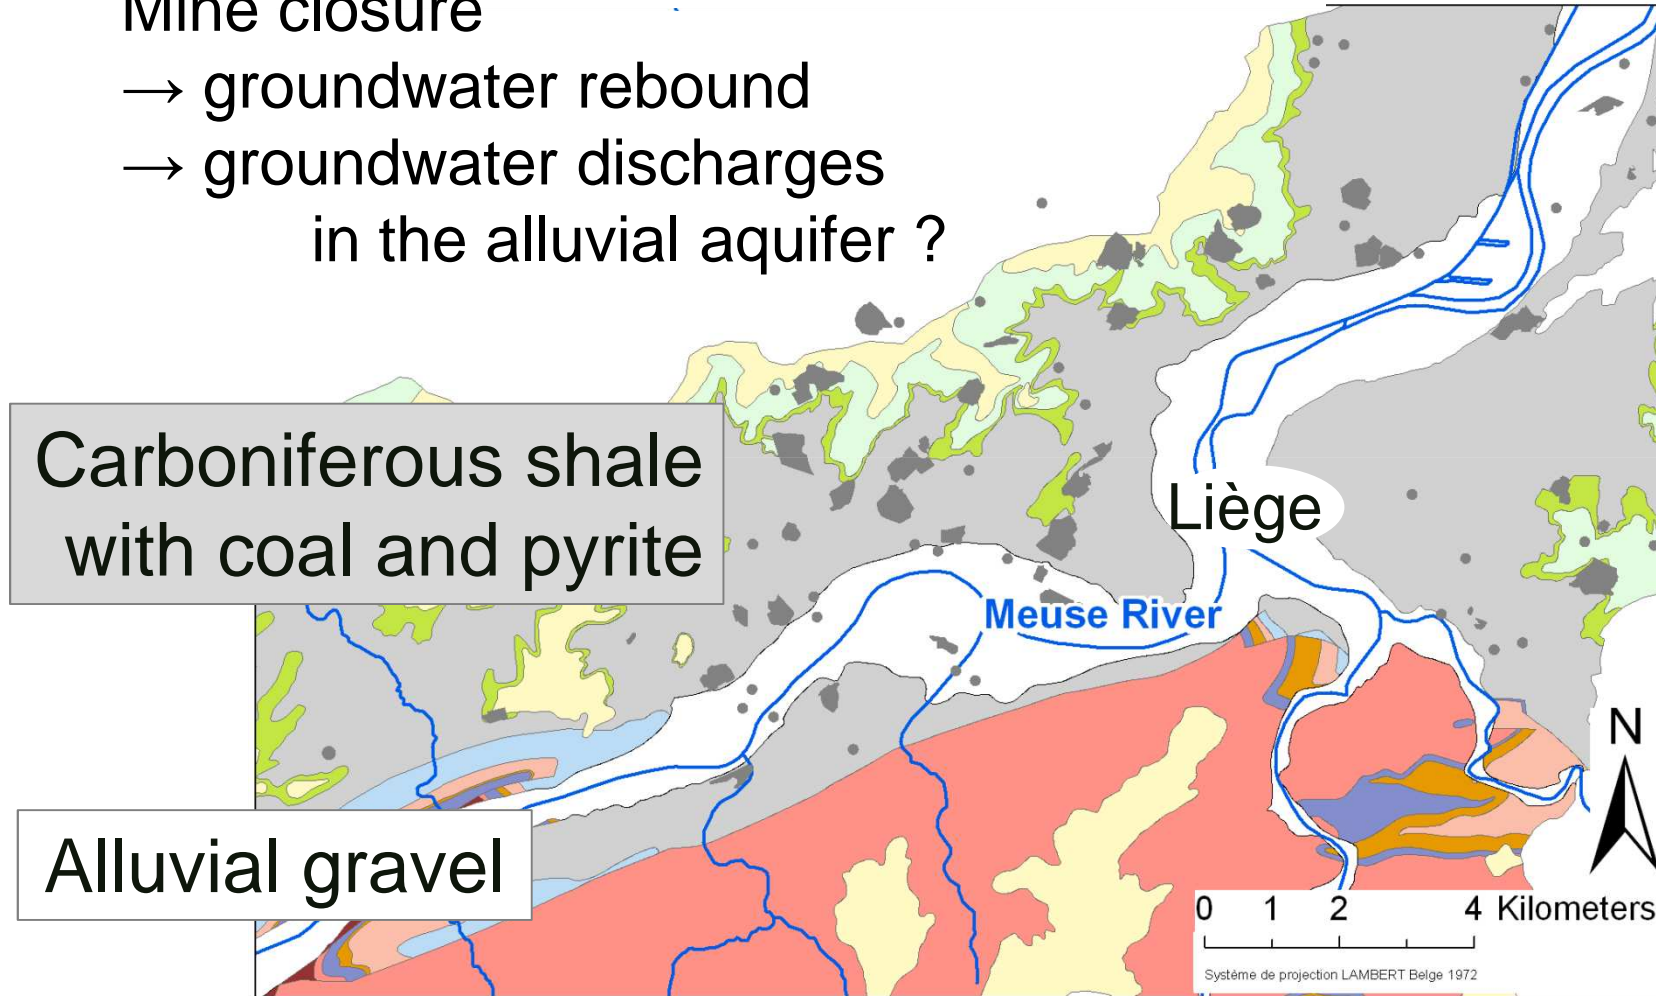 Mine closure
→ groundwater rebound
→ groundwater discharges
in the alluvial aquifer ?
Carboniferous shale
with coal and pyrite
Liège
Meuse River
Alluvial gravel
N
0 1 2 4 Kilometers
Système de projection LAMBERT Belge 1972